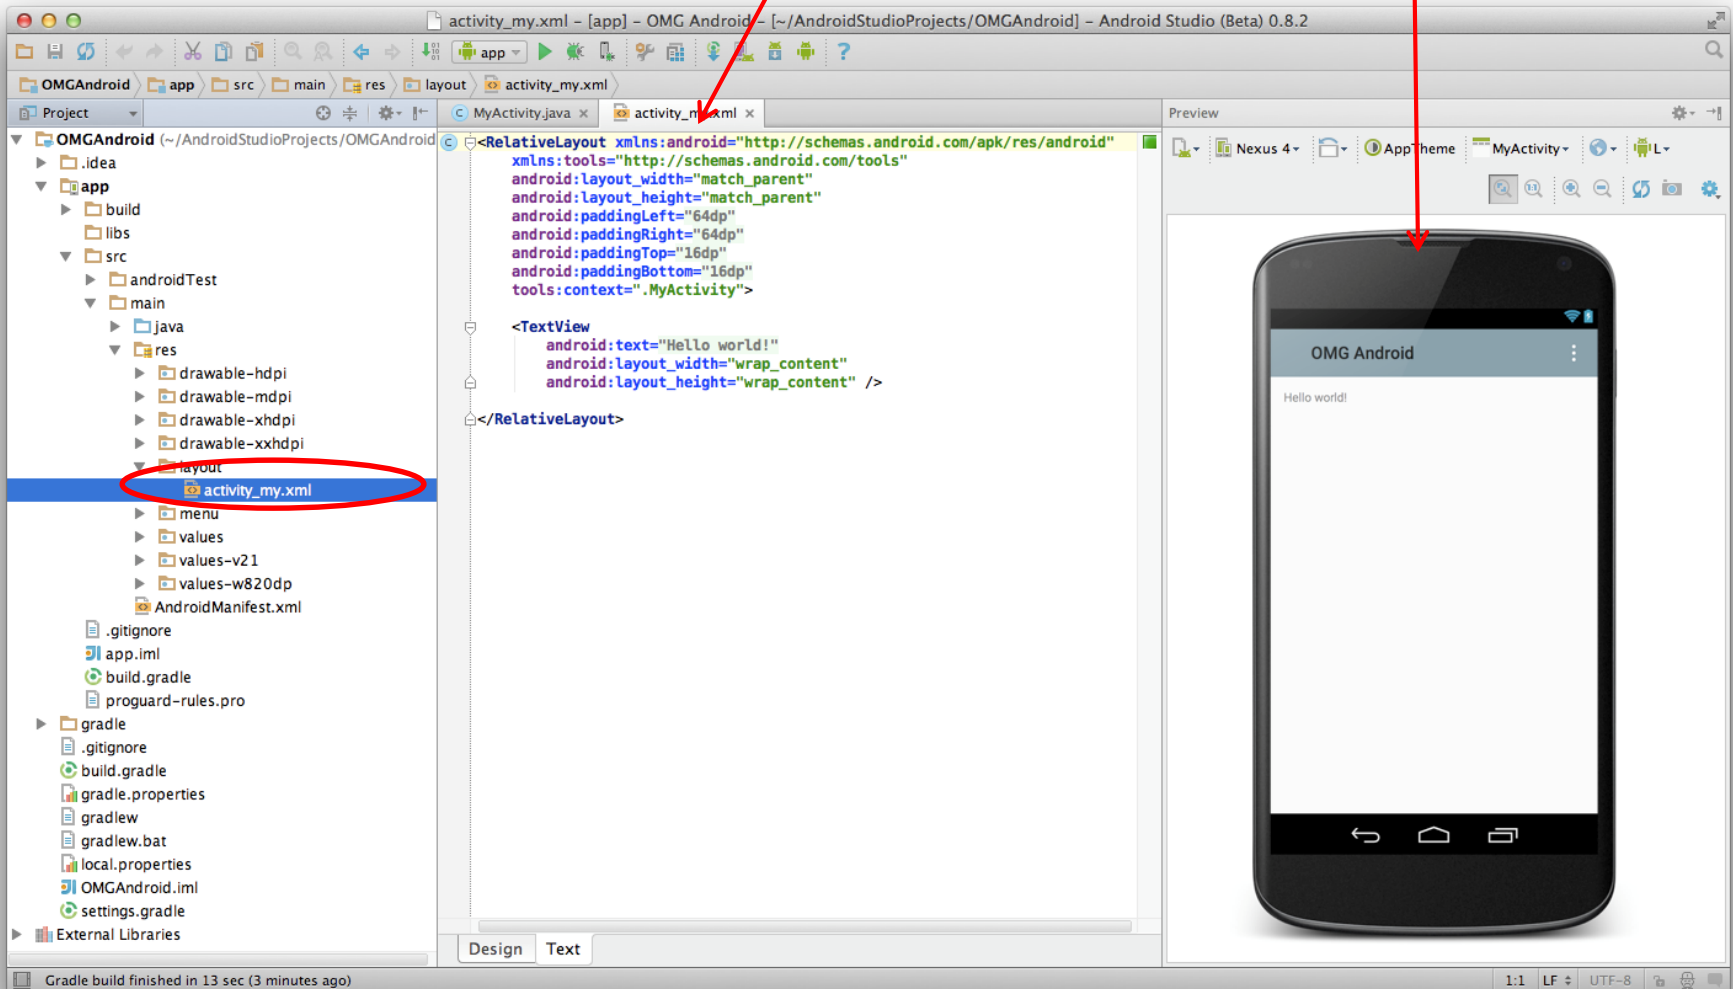 activity_my.xml – [app] – OMG Android – [~/AndroidStudioProjects/OMGAndroid] – Android Studio (Beta) 0.8.2
app
?
OMGAndroid app src main res layout activity_my.xml
Project
MyActivity.java activity_my.xml
Preview
OMGAndroid (~/AndroidStudioProjects/OMGAndroid
.idea
app
build
libs
src
androidTest
main
java
res
drawable-hdpi
drawable-mdpi
drawable-xhdpi
drawable-xxhdpi
layout
activity_my.xml
menu
values
values-v21
values-w820dp
AndroidManifest.xml
.gitignore
app.iml
build.gradle
proguard-rules.pro
gradle
.gitignore
build.gradle
gradle.properties
gradlew
gradlew.bat
local.properties
OMGAndroid.iml
settings.gradle
External Libraries
<RelativeLayout xmlns:android="http://schemas.android.com/apk/res/android"
xmlns:tools="http://schemas.android.com/tools"
android:layout_width="match_parent"
android:layout_height="match_parent"
android:paddingLeft="64dp"
android:paddingRight="64dp"
android:paddingTop="16dp"
android:paddingBottom="16dp"
tools:context=".MyActivity">
<TextView
android:text="Hello world!"
android:layout_width="wrap_content"
android:layout_height="wrap_content" />
</RelativeLayout>
Design Text
Nexus 4 AppTheme MyActivity L
1:1
OMG Android
Hello world!
Gradle build finished in 13 sec (3 minutes ago)
1:1 LF UTF-8